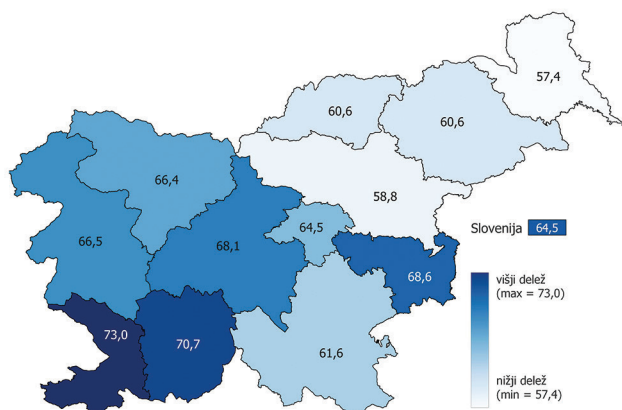 57,4
60,6
60,6
66,4
58,8
66,5
68,1
64,5
Slovenija 64,5
68,6
višji delež
(max = 73,0)
73,0
70,7
61,6
nižji delež
(min = 57,4)